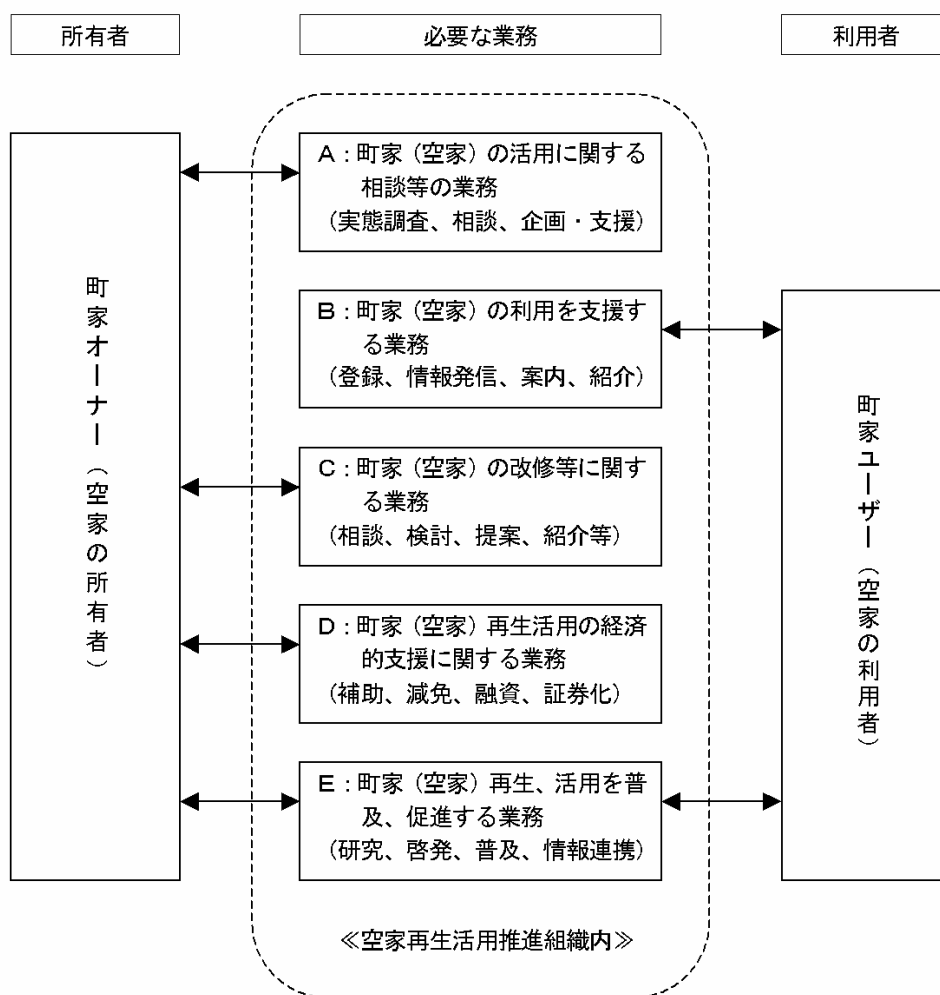 所有者
必要な業務
利用者
町家オーナー（空家の所有者）
A：町家（空家）の活用に関する
相談等の業務
（実態調査、相談、企画・支援）
B：町家（空家）の利用を支援す
る業務
（登録、情報発信、案内、紹介）
C：町家（空家）の改修等に関す
る業務
（相談、検討、提案、紹介等）
D：町家（空家）再生活用の経済
的支援に関する業務
（補助、減免、融資、証券化）
E：町家（空家）再生、活用を普
及、促進する業務
（研究、啓発、普及、情報連携）
≪空家再生活用推進組織内≫
町家ユーザー（空家の利用者）